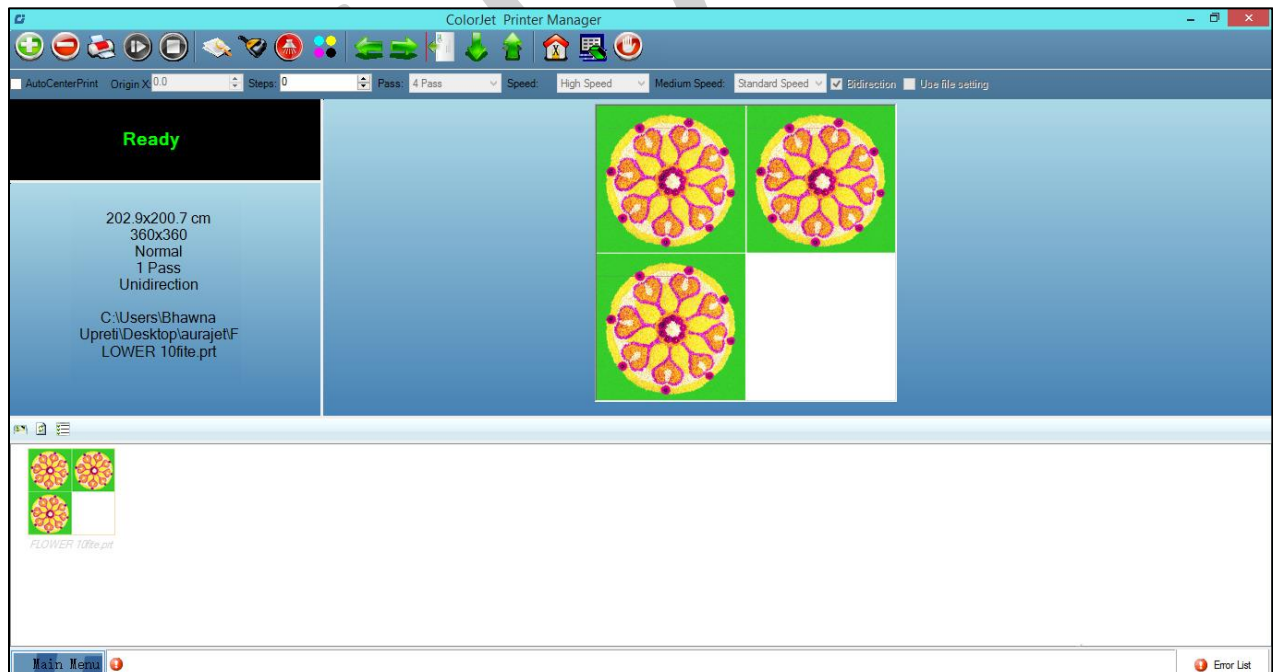 ColorJet Printer Manager
AutoCenterPrint Origin X: 0.0 Steps: 0 Pass: 4 Pass Speed: High Speed Medium Speed: Standard Speed Bidirection Use file setting
Ready
202.9x200.7 cm
360x360
Normal
1 Pass
Unidirection
C:\Users\Bhawna
Upreti\Desktop\aurajet\F
LOWER 10fite.prt
FLOWER 10fite.prt
Main Menu
Error List